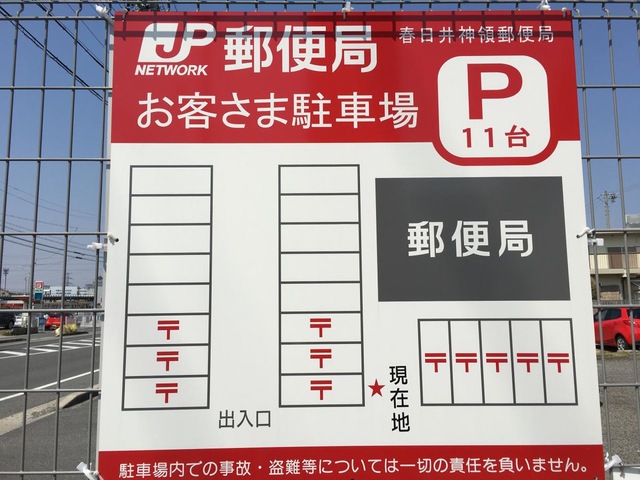 JP 郵便局 春日井神領郵便局
NETWORK
お客さま駐車場
P
11台
郵便局
〒 〒
〒 〒
〒 〒
〒〒〒〒〒
★現在地
出入口
駐車場内での事故・盗難等については一切の責任を負いません。